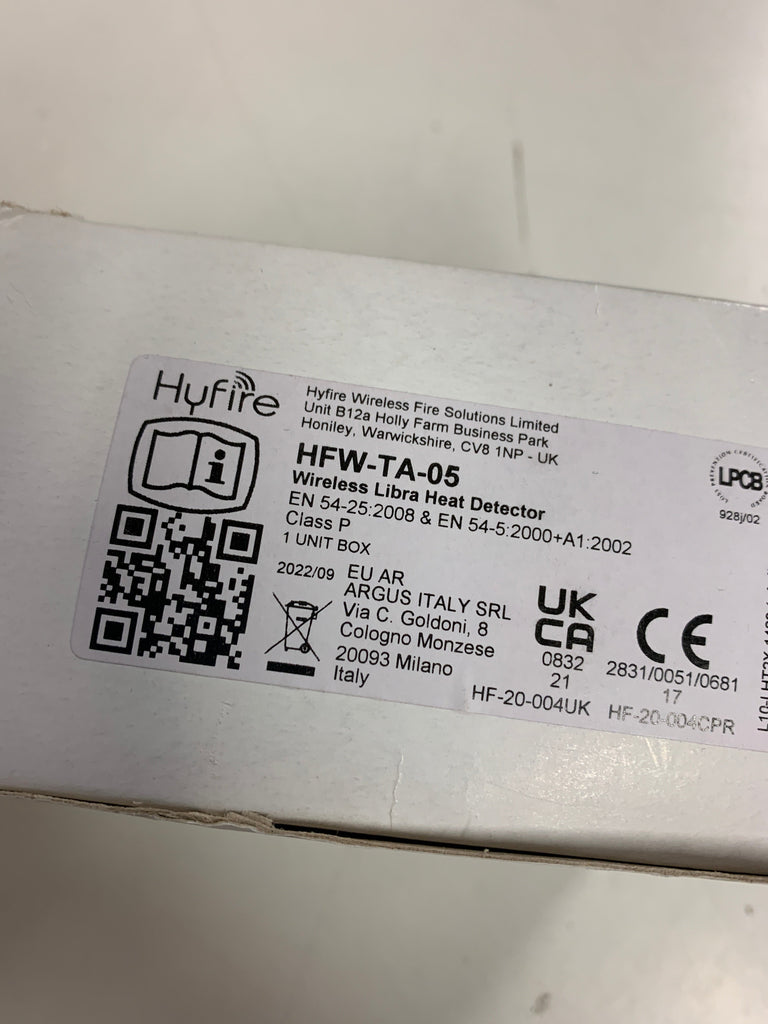 Hyfire
Hyfire Wireless Fire Solutions Limited
Unit B12a Holly Farm Business Park
Honiley, Warwickshire, CV8 1NP - UK
HFW-TA-05
Wireless Libra Heat Detector
EN 54-25:2008 & EN 54-5:2000+A1:2002
Class P
1 UNIT BOX
2022/09
EU AR
ARGUS ITALY SRL
Via C. Goldoni, 8
Cologno Monzese
20093 Milano
Italy
UK
CA
0832
21
HF-20-004UK
CE
2831/0051/0681
17
HF-20-004CPR
LPCB
928j/02